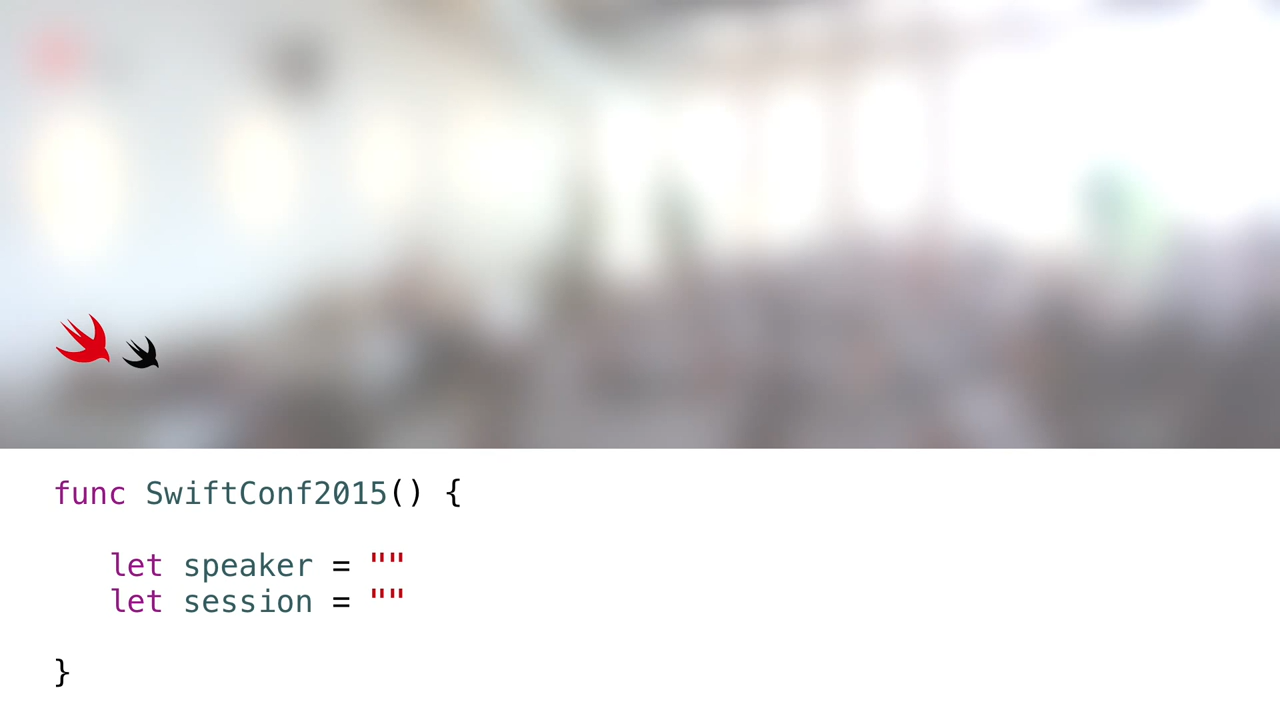 func SwiftConf2015() {
let speaker = ""
let session = ""
}